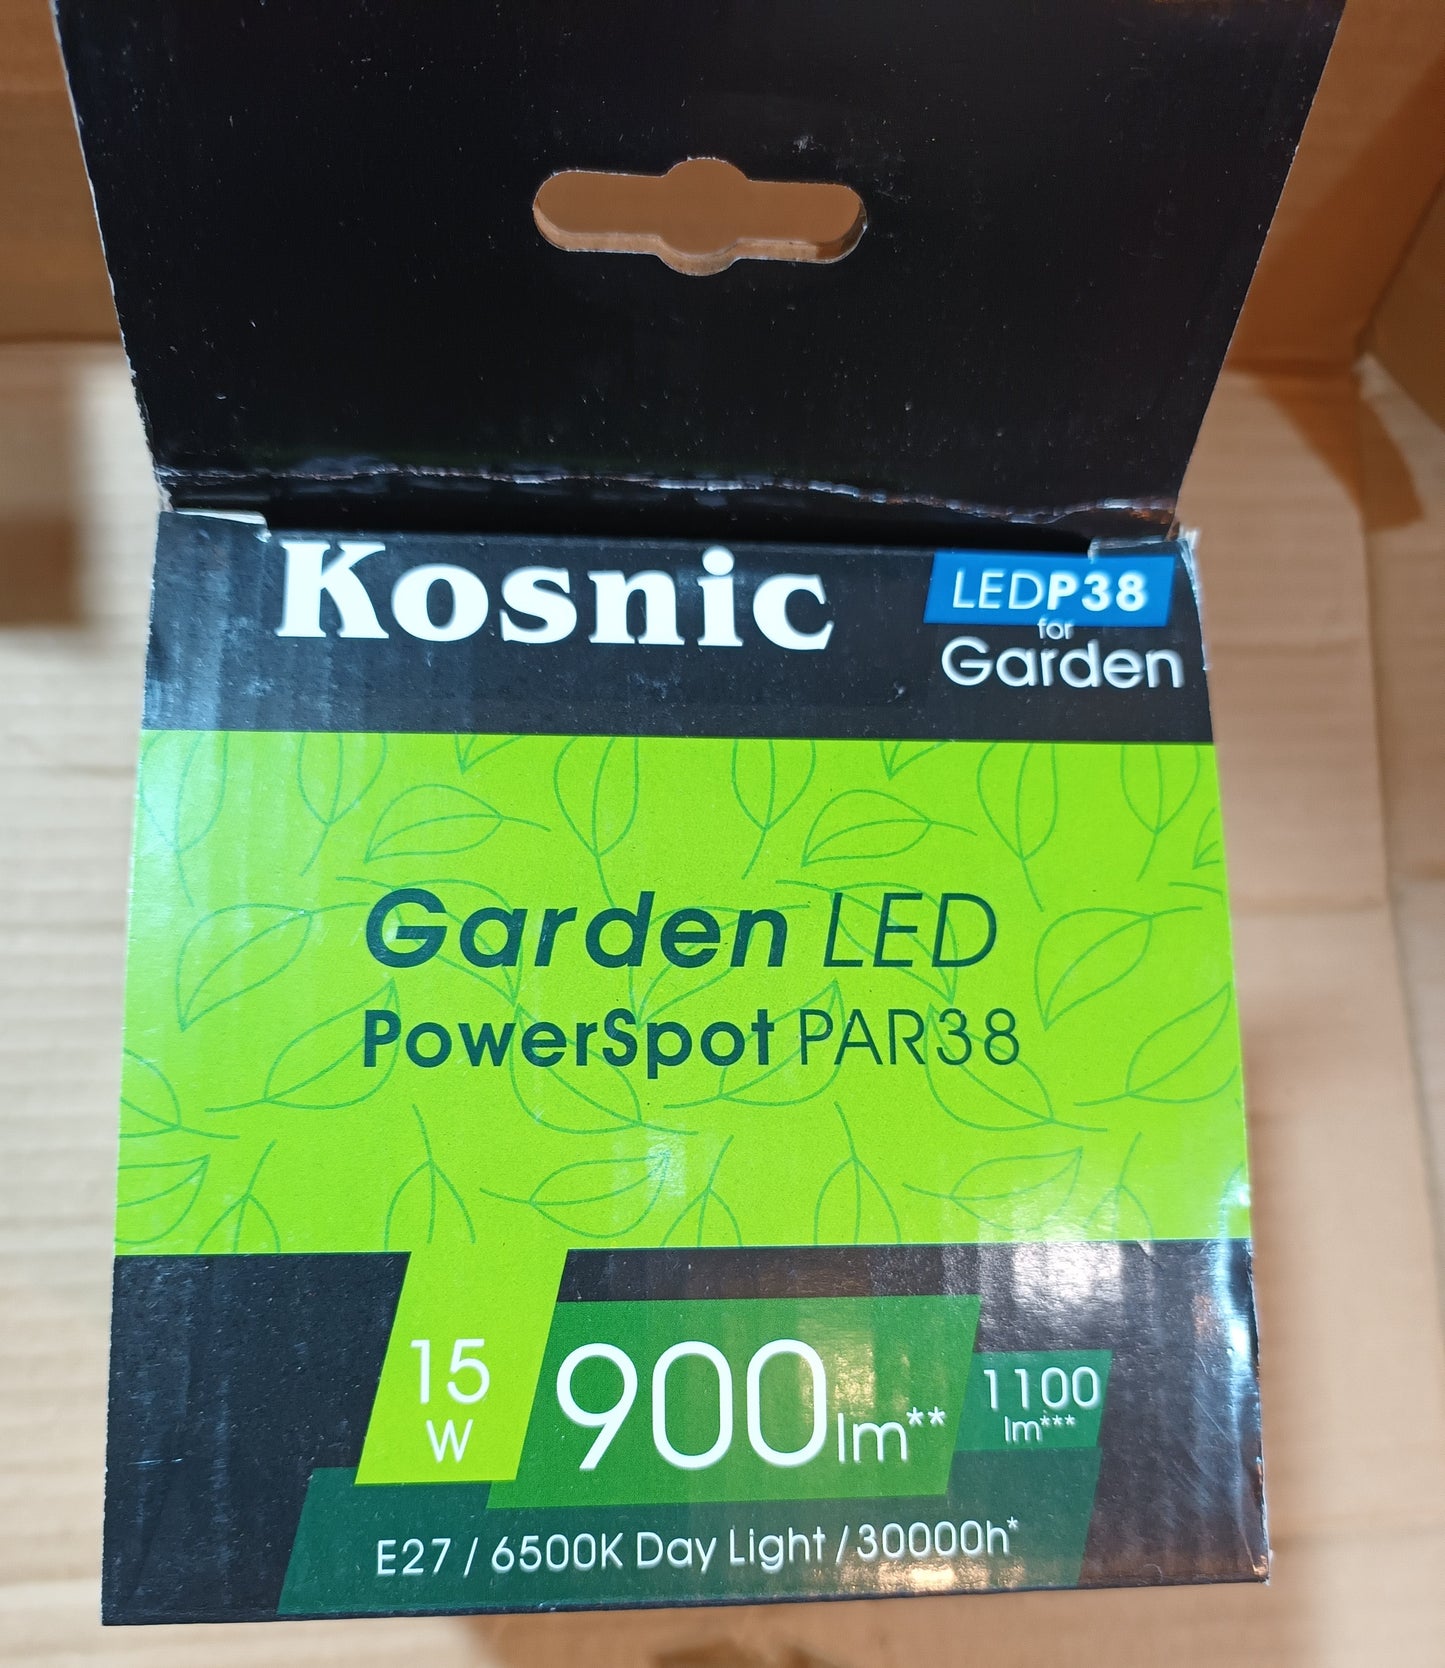 Kosnic
LEDP38
for
Garden
Garden LED
PowerSpot PAR38
15
W
900lm**
1100
lm***
E27 / 6500K Day Light / 30000h*